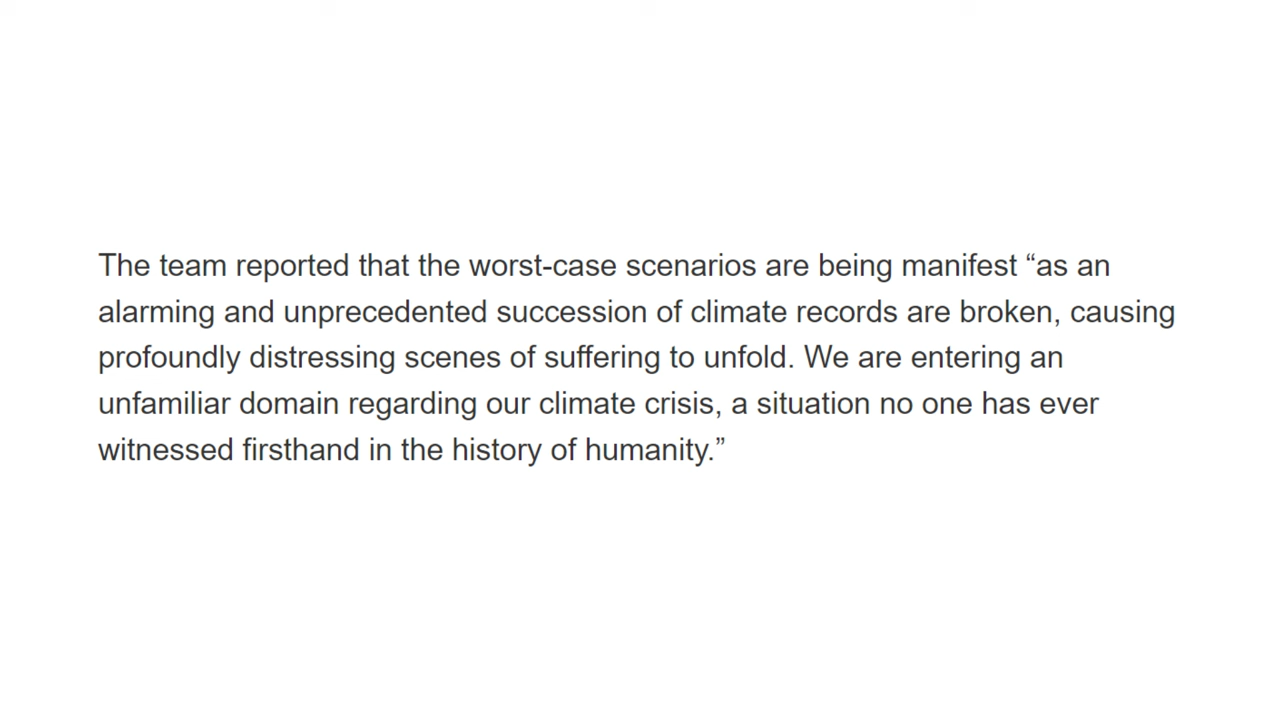 The team reported that the worst-case scenarios are being manifest “as an
alarming and unprecedented succession of climate records are broken, causing
profoundly distressing scenes of suffering to unfold. We are entering an
unfamiliar domain regarding our climate crisis, a situation no one has ever
witnessed firsthand in the history of humanity.”